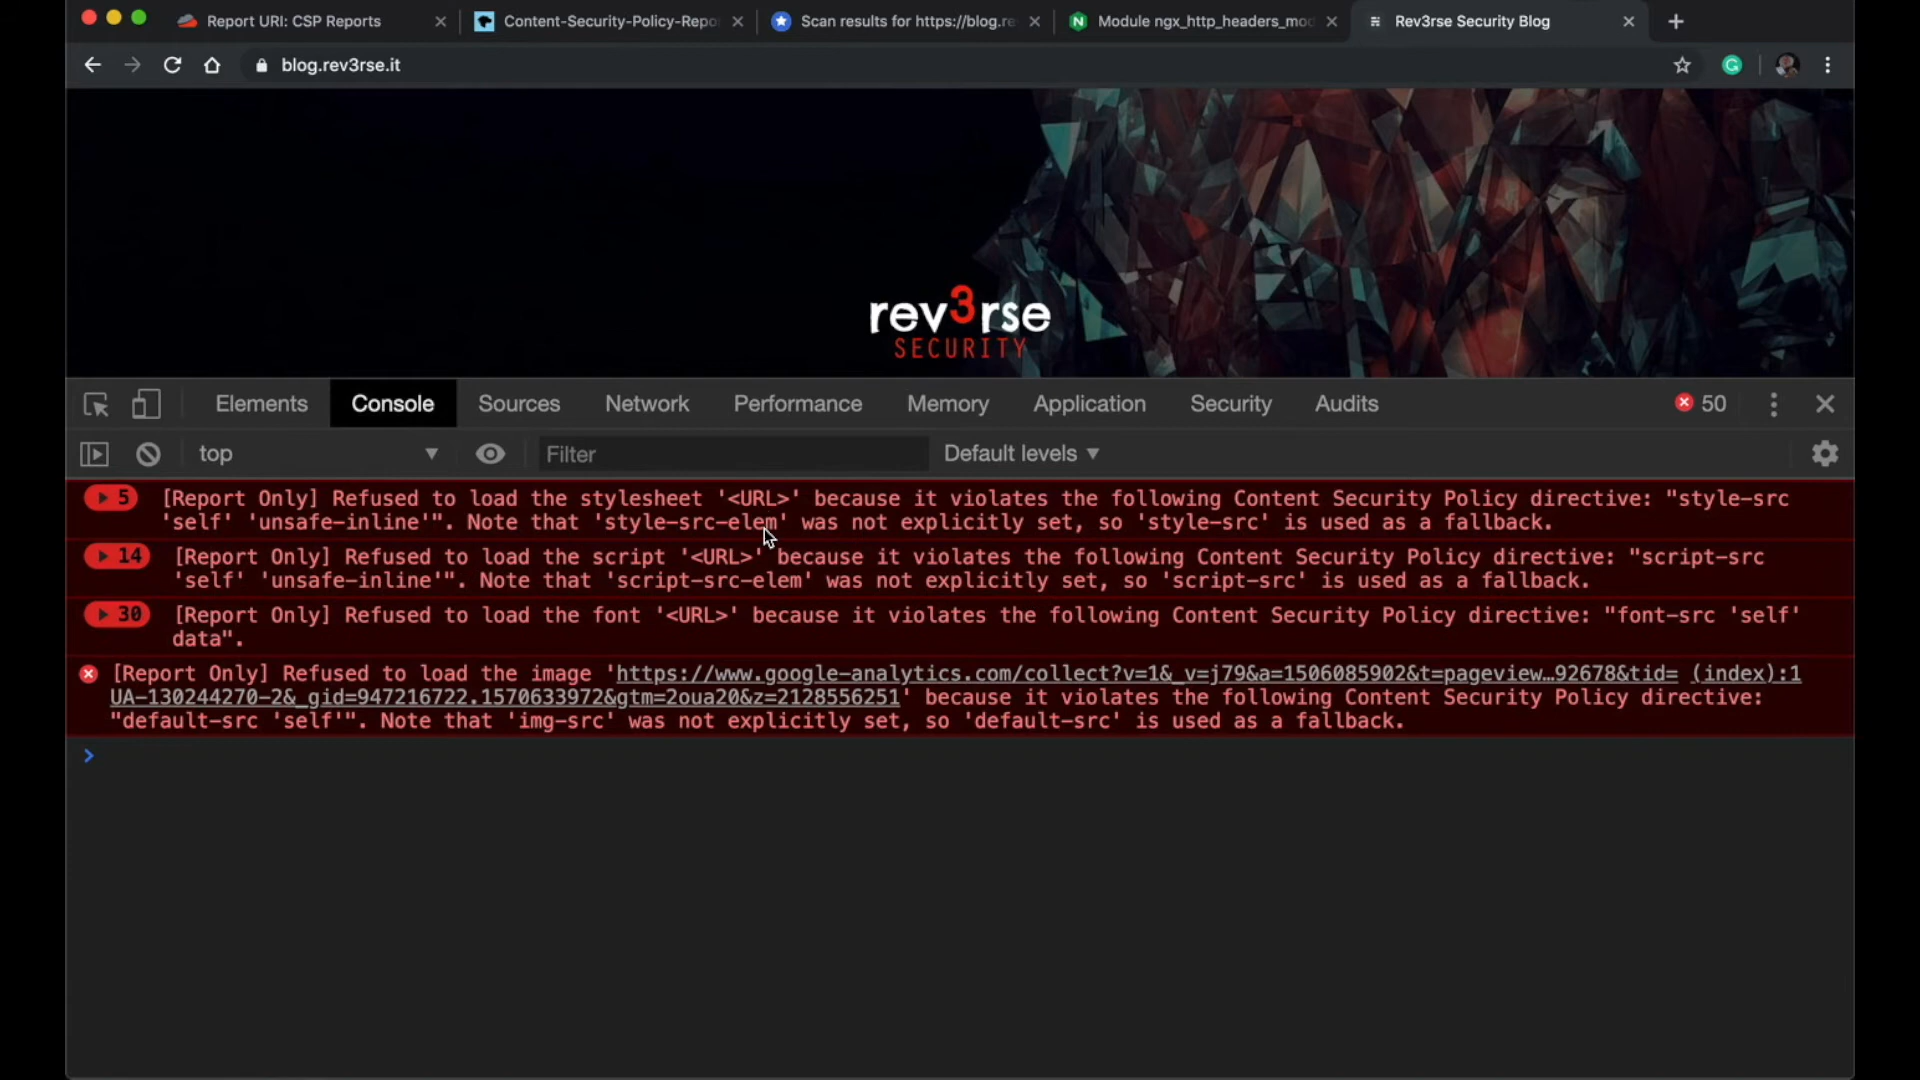 Report URI: CSP Reports
Content-Security-Policy-Repo
Scan results for https://blog.re
Module ngx_http_headers_mod
Rev3rse Security Blog
blog.rev3rse.it
rev3rse
SECURITY
Elements
Console
Sources
Network
Performance
Memory
Application
Security
Audits
50
top
Filter
Default levels
5 [Report Only] Refused to load the stylesheet '<URL>' because it violates the following Content Security Policy directive: "style-src
'self' 'unsafe-inline'". Note that 'style-src-elem' was not explicitly set, so 'style-src' is used as a fallback.
14 [Report Only] Refused to load the script '<URL>' because it violates the following Content Security Policy directive: "script-src
'self' 'unsafe-inline'". Note that 'script-src-elem' was not explicitly set, so 'script-src' is used as a fallback.
30 [Report Only] Refused to load the font '<URL>' because it violates the following Content Security Policy directive: "font-src 'self'
data".
[Report Only] Refused to load the image 'https://www.google-analytics.com/collect?v=1&_v=j79&a=1506085902&t=pageview…92678&tid= (index):1
UA-130244270-2&_gid=947216722.1570633972&gtm=2oua20&z=2128556251' because it violates the following Content Security Policy directive:
"default-src 'self'". Note that 'img-src' was not explicitly set, so 'default-src' is used as a fallback.